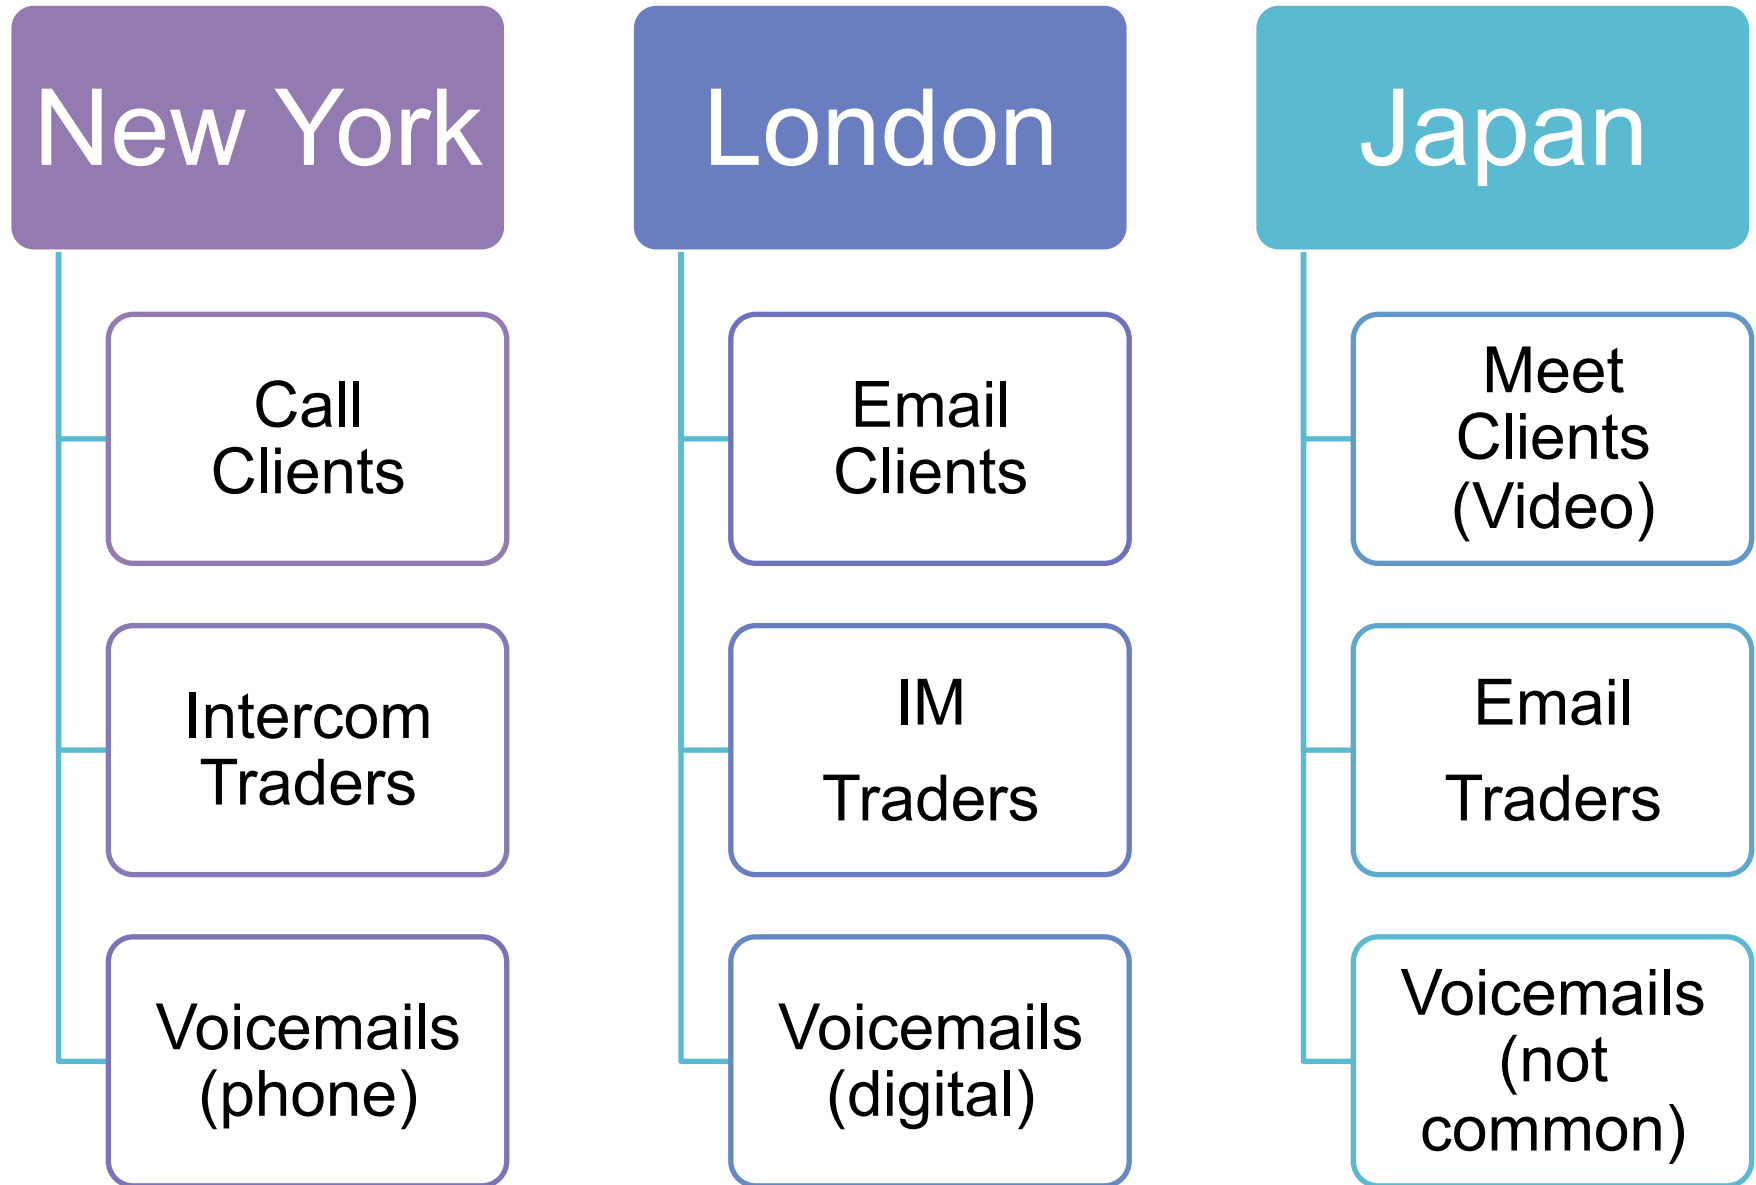 New York
Call
Clients
Intercom
Traders
Voicemails
(phone)
London
Email
Clients
IM
Traders
Voicemails
(digital)
Japan
Meet
Clients
(Video)
Email
Traders
Voicemails
(not
common)